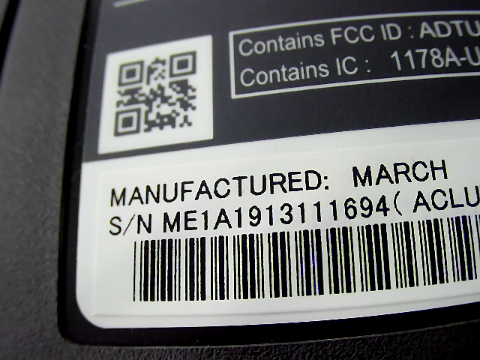 Contains FCC ID : ADTU
Contains IC : 1178A-U
MANUFACTURED: MARCH
S/N ME1A1913111694( ACLU